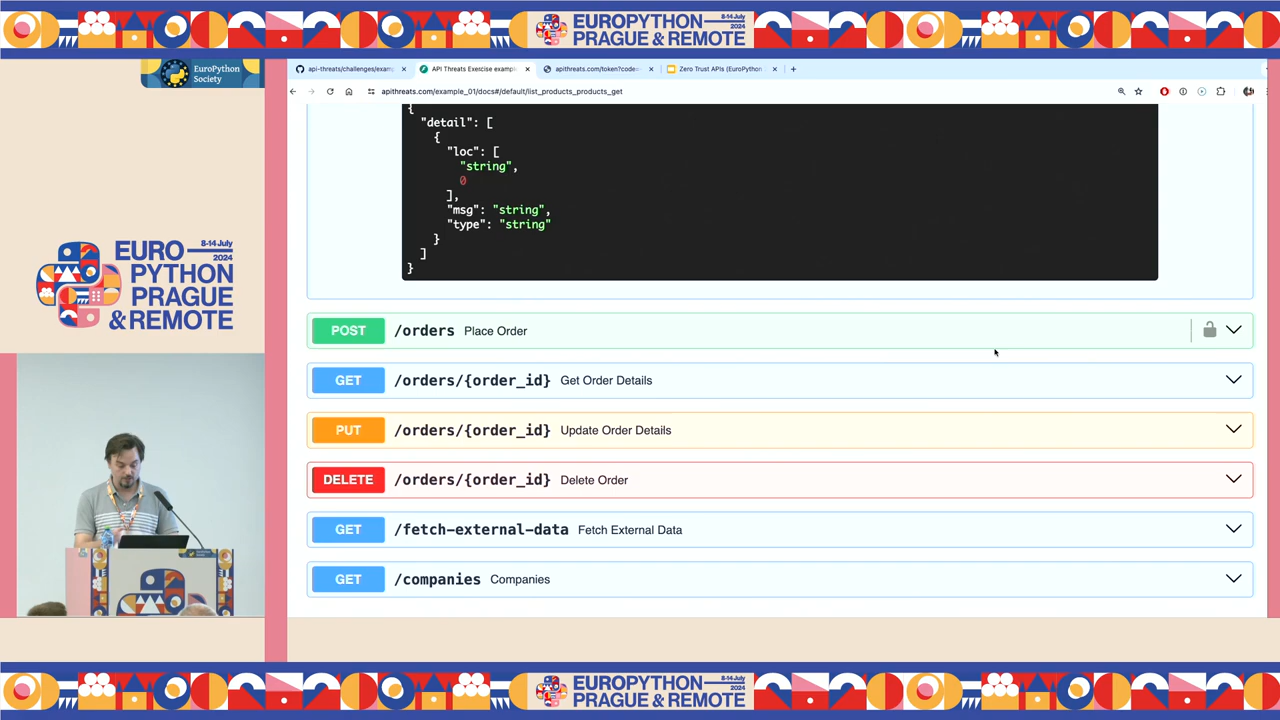 EUROPYTHON
PRAGUE & REMOTE
8-14 July
2024
EuroPython
Society
api-threats/challenges/exam
API Threats Exercise exampl
apithreats.com/token?code=
Zero Trust APIs (EuroPython
apithreats.com/example_01/docs#/default/list_products_products_get
{
"detail": [
{
"loc": [
"string",
0
],
"msg": "string",
"type": "string"
}
]
}
POST /orders Place Order
GET /orders/{order_id} Get Order Details
PUT /orders/{order_id} Update Order Details
DELETE /orders/{order_id} Delete Order
GET /fetch-external-data Fetch External Data
GET /companies Companies
EURO
8-14 July
2024
PYTHON
PRAGUE
& REMOTE
EUROPYTHON
PRAGUE & REMOTE
8-14 July
2024